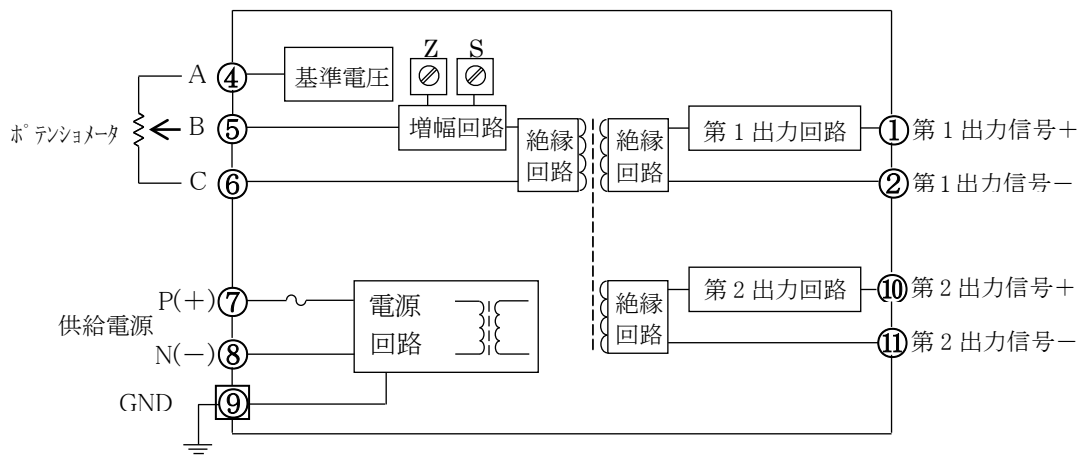 Z S
A ④ 基準電圧
ﾎﾟﾃﾝｼｮﾒｰﾀ B ⑤ 増幅回路
C ⑥
絶縁
回路
絶縁
回路
第1出力回路 ① 第1出力信号+
② 第1出力信号-
P(+) ⑦
供給電源
N(-) ⑧
電源
回路
GND ⑨
絶縁
回路
第2出力回路 ⑩ 第2出力信号+
⑪ 第2出力信号-